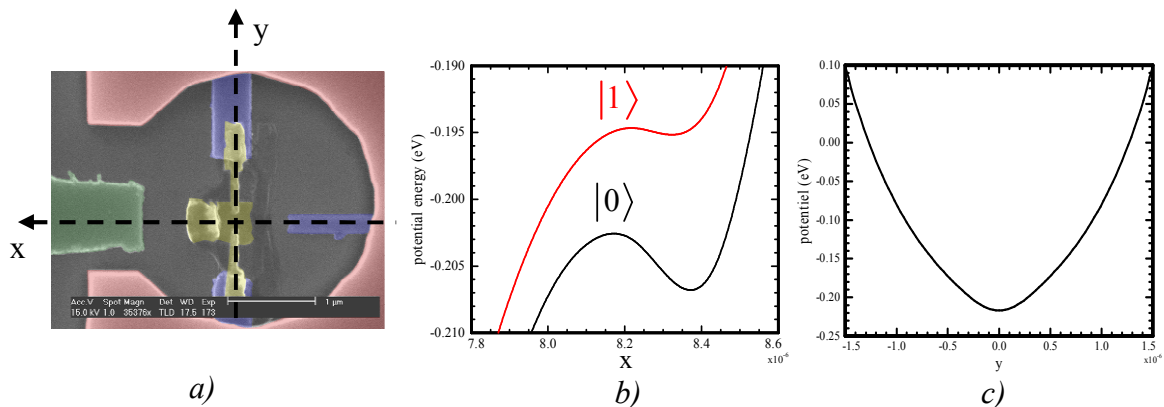 y
x
Acc.V Spot Magn Det WD Exp
15.0 kV 1.0 35376x TLD 17.5 173
1 µm
a)
-0.190
-0.195
-0.200
-0.205
-0.210
potential energy (eV)
|1⟩
|0⟩
7.8 8.0 8.2 8.4 8.6
x10⁻⁶
x
b)
0.10
0.05
0.00
-0.05
-0.10
-0.15
-0.20
-0.25
potentiel (eV)
-1.5 -1.0 -0.5 0.0 0.5 1.0 1.5
x10⁻⁶
y
c)